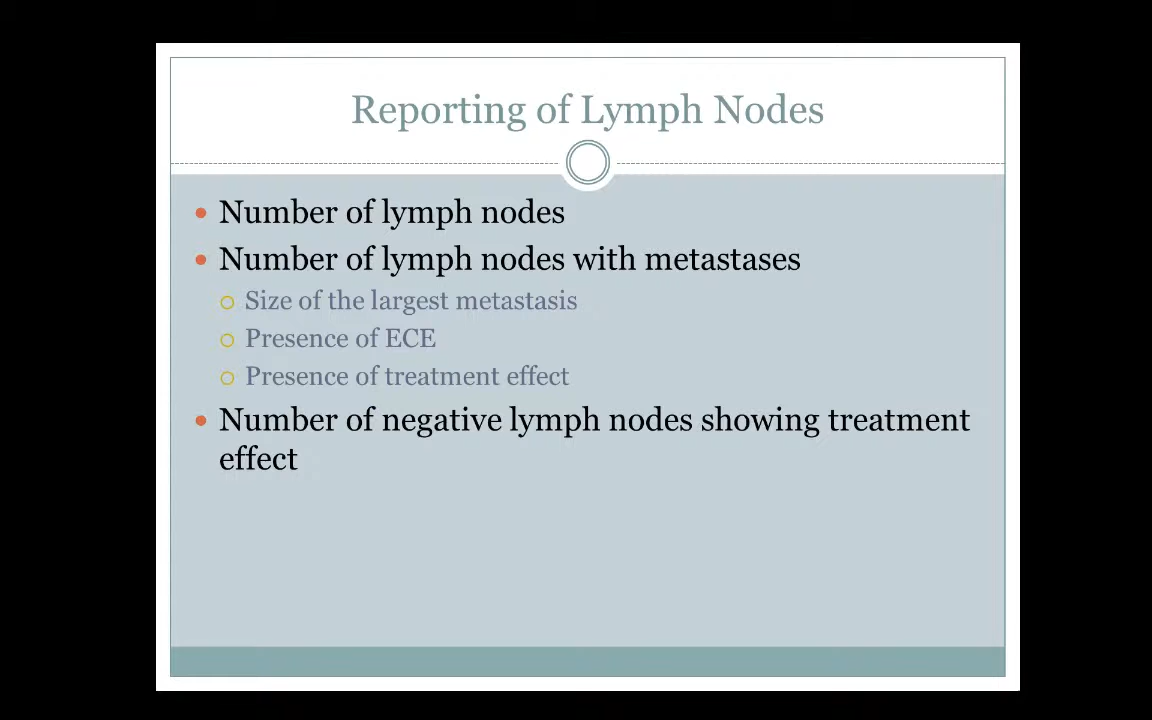 Reporting of Lymph Nodes
Number of lymph nodes
Number of lymph nodes with metastases
Size of the largest metastasis
Presence of ECE
Presence of treatment effect
Number of negative lymph nodes showing treatment
effect